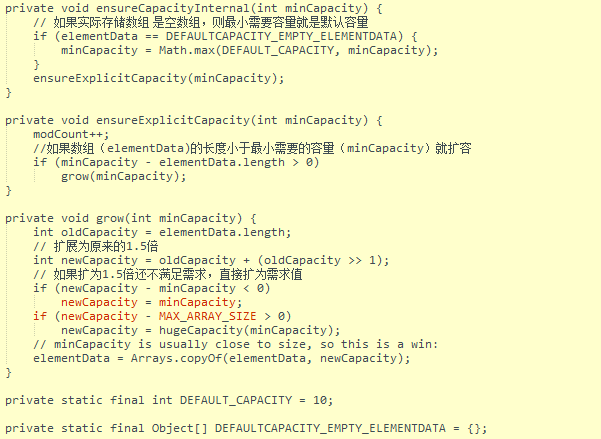 private void ensureCapacityInternal(int minCapacity) {
    // 如果实际存储数组 是空数组，则最小需要容量就是默认容量
    if (elementData == DEFAULTCAPACITY_EMPTY_ELEMENTDATA) {
        minCapacity = Math.max(DEFAULT_CAPACITY, minCapacity);
    }
    ensureExplicitCapacity(minCapacity);
}
private void ensureExplicitCapacity(int minCapacity) {
    modCount++;
    //如果数组（elementData)的长度小于最小需要的容量（minCapacity）就扩容
    if (minCapacity - elementData.length > 0)
        grow(minCapacity);
}
private void grow(int minCapacity) {
    int oldCapacity = elementData.length;
    // 扩展为原来的1.5倍
    int newCapacity = oldCapacity + (oldCapacity >> 1);
    // 如果扩为1.5倍还不满足需求，直接扩为需求值
    if (newCapacity - minCapacity < 0)
        newCapacity = minCapacity;
    if (newCapacity - MAX_ARRAY_SIZE > 0)
        newCapacity = hugeCapacity(minCapacity);
    // minCapacity is usually close to size, so this is a win:
    elementData = Arrays.copyOf(elementData, newCapacity);
}
private static final int DEFAULT_CAPACITY = 10;
private static final Object[] DEFAULTCAPACITY_EMPTY_ELEMENTDATA = {};